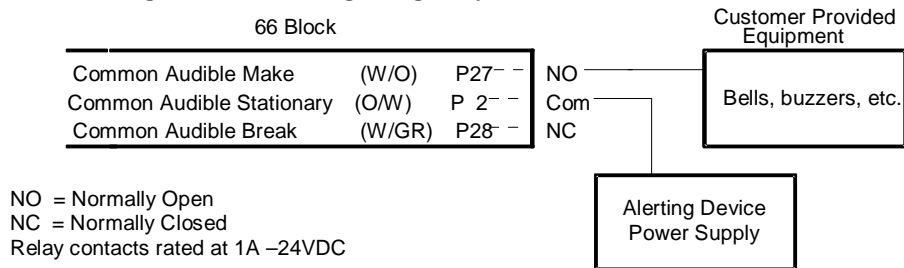 66 Block
Customer Provided
Equipment
Common Audible Make (W/O) P27 NO
Common Audible Stationary (O/W) P 2 Com
Common Audible Break (W/GR) P28 NC
Bells, buzzers, etc.
NO = Normally Open
NC = Normally Closed
Relay contacts rated at 1A –24VDC
Alerting Device
Power Supply